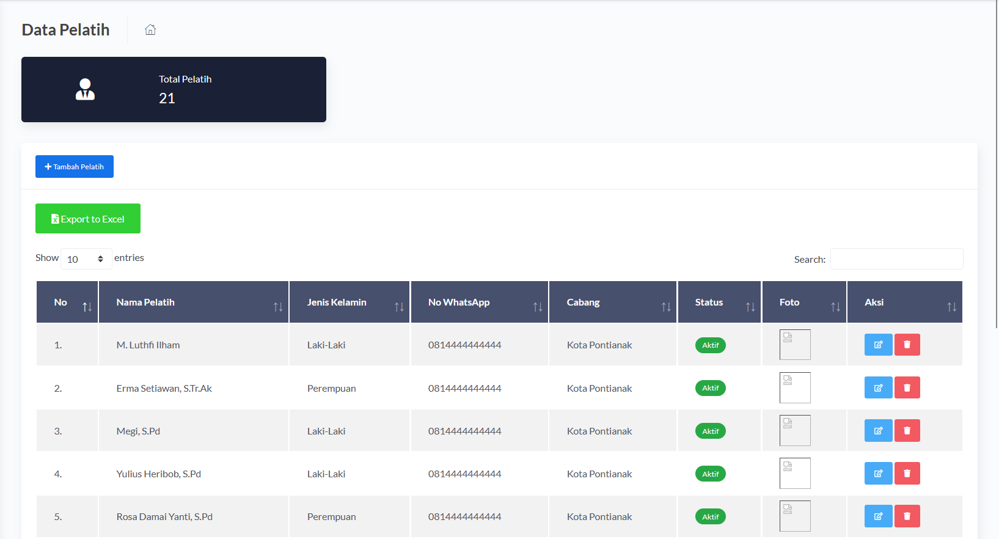 Data Pelatih
Total Pelatih
21
Tambah Pelatih
Export to Excel
Show 10 entries
Search:
No Nama Pelatih Jenis Kelamin No WhatsApp Cabang Status Foto Aksi
1. M. Luthfi Ilham Laki-Laki 0814444444444 Kota Pontianak Aktif
2. Erma Setiawan, S.Tr.Ak Perempuan 0814444444444 Kota Pontianak Aktif
3. Megi, S.Pd Laki-Laki 0814444444444 Kota Pontianak Aktif
4. Yulius Heribob, S.Pd Laki-Laki 0814444444444 Kota Pontianak Aktif
5. Rosa Damai Yanti, S.Pd Perempuan 0814444444444 Kota Pontianak Aktif